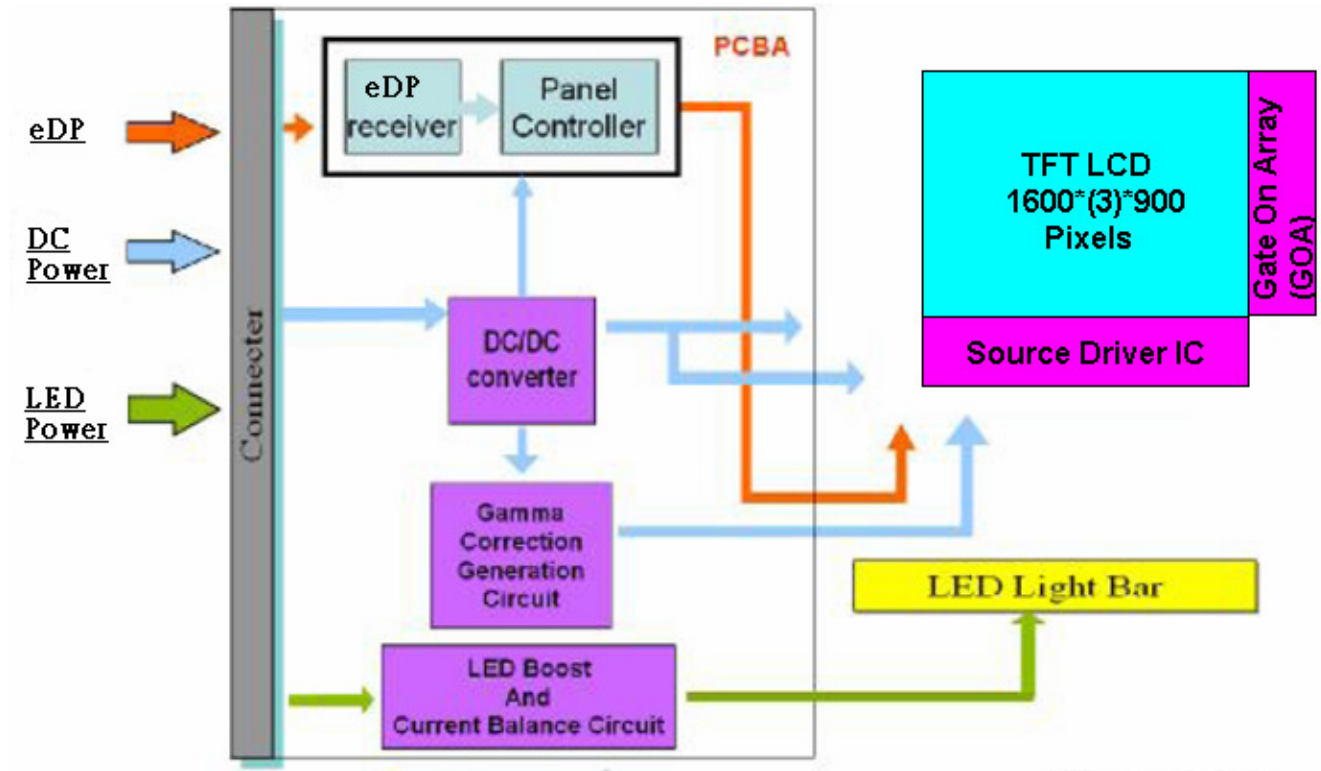 PCBA
eDP
receiver
Panel
Controller
eDP
DC
Power
LED
Power
Connecter
DC/DC
converter
Gamma
Correction
Generation
Circuit
LED Boost
And
Current Balance Circuit
TFT LCD
1600*(3)*900
Pixels
Gate On Array
(GOA)
Source Driver IC
LED Light Bar